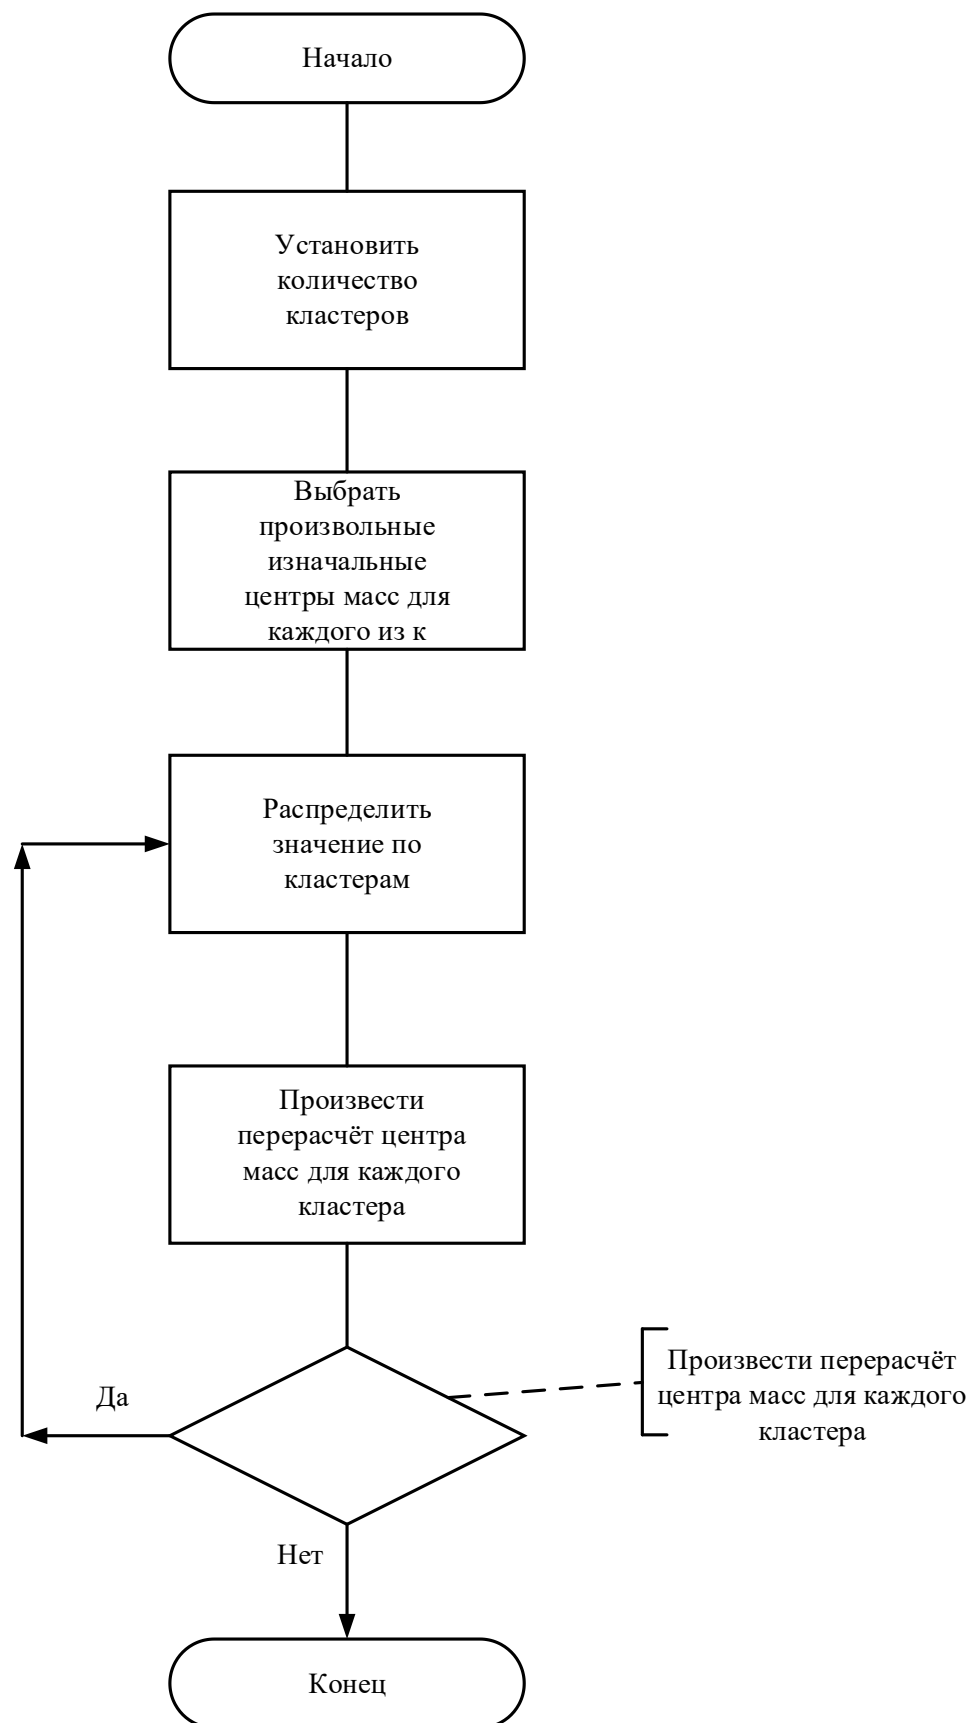 Начало
Установить
количество
кластеров
Выбрать
произвольные
изначальные
центры масс для
каждого из к
Распределить
значение по
кластерам
Произвести
перерасчёт центра
масс для каждого
кластера
Произвести перерасчёт
центра масс для каждого
кластера
Да
Нет
Конец